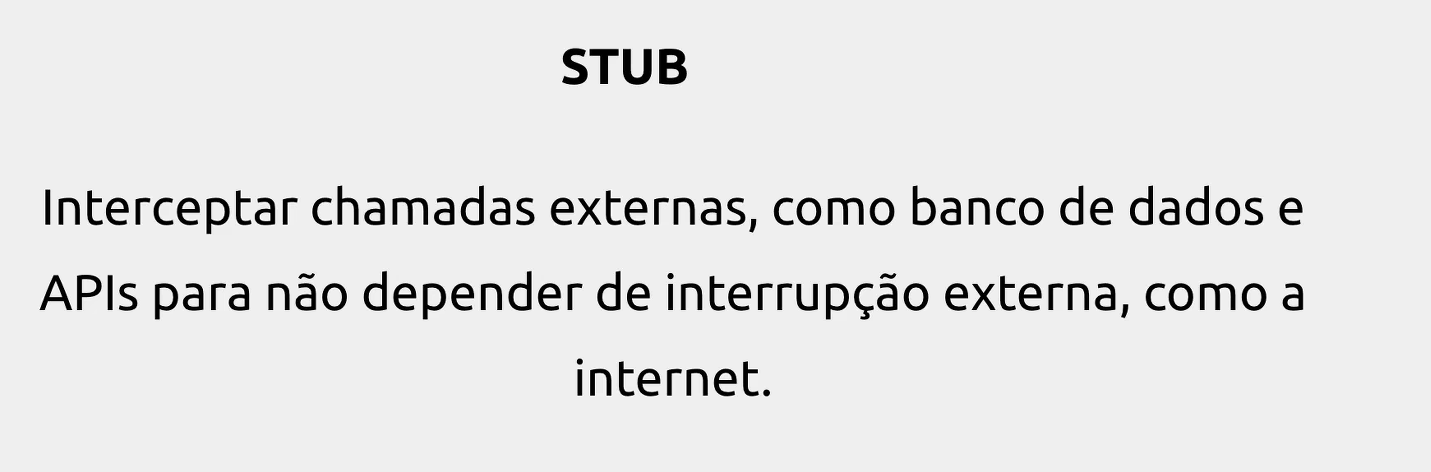 STUB
Interceptar chamadas externas, como banco de dados e
APIs para não depender de interrupção externa, como a
internet.